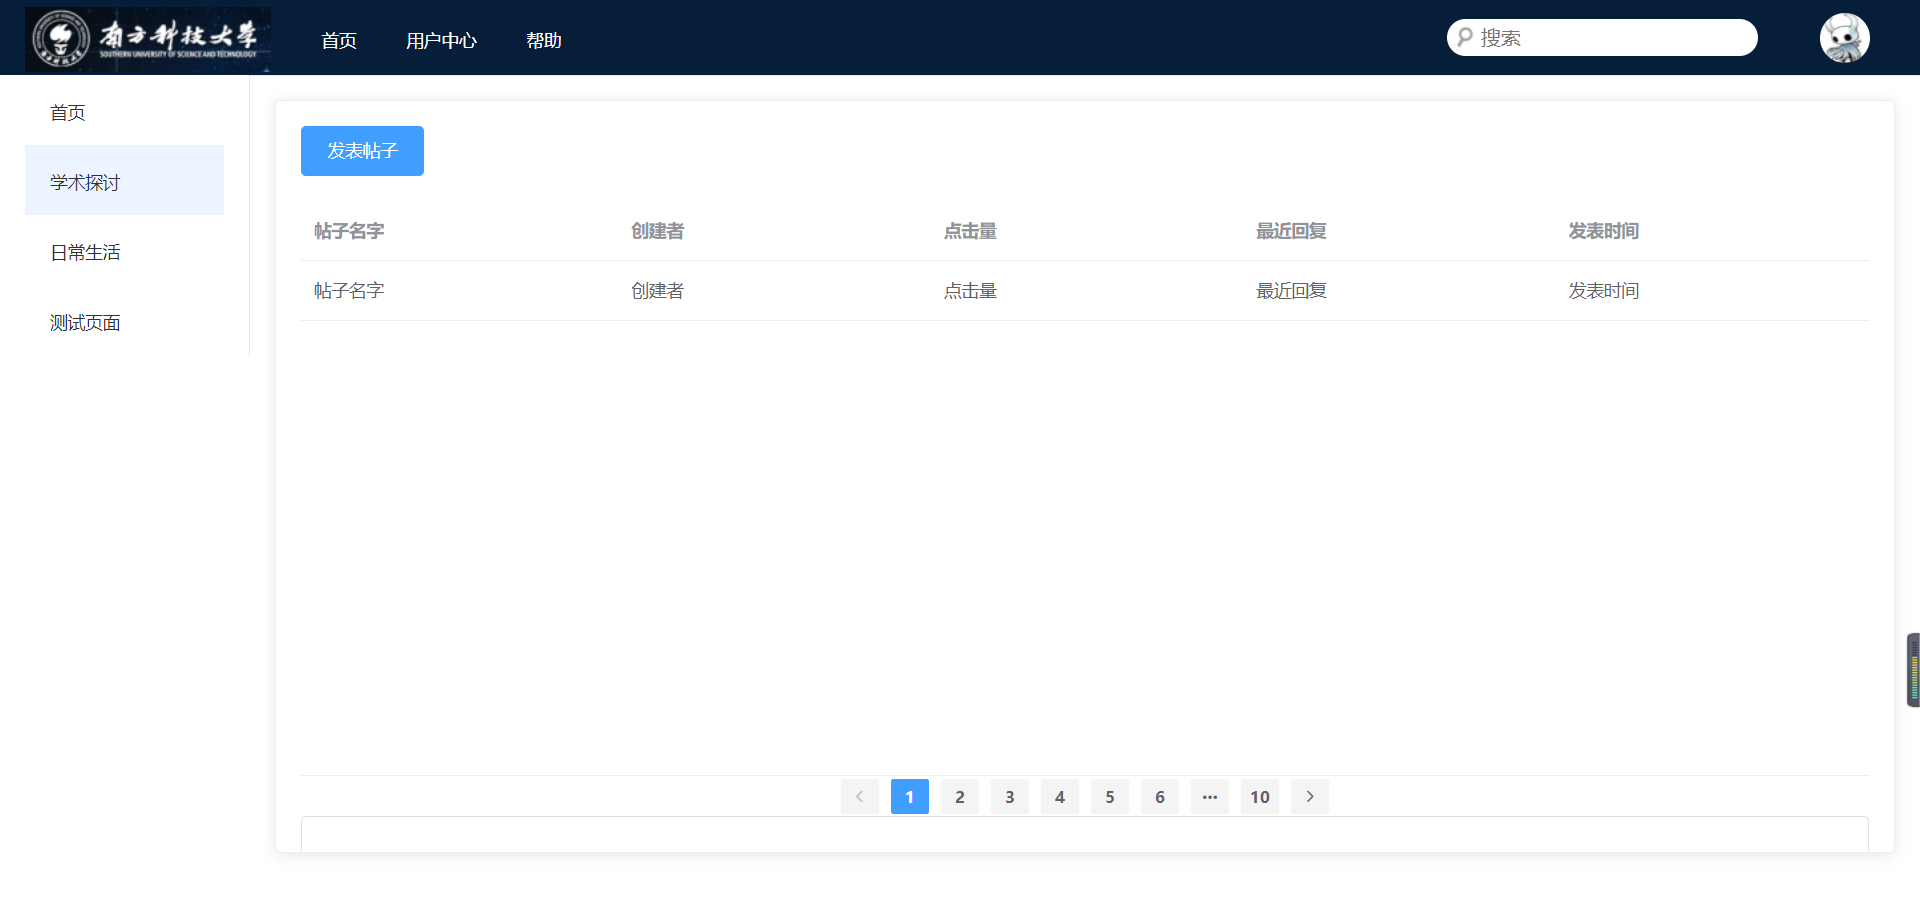 南方科技大学
SOUTHERN UNIVERSITY OF SCIENCE AND TECHNOLOGY
首页 用户中心 帮助 搜索
首页
学术探讨
日常生活
测试页面
发表帖子
帖子名字 创建者 点击量 最近回复 发表时间
帖子名字 创建者 点击量 最近回复 发表时间
1 2 3 4 5 6 ··· 10